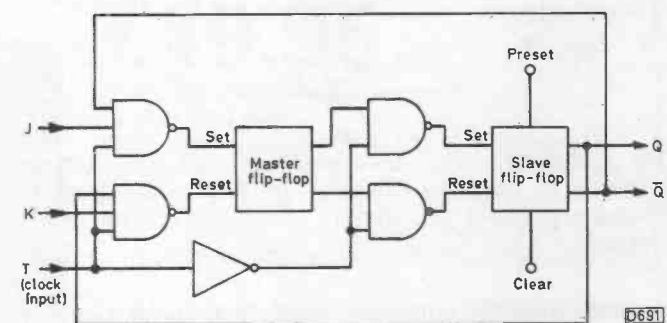 Preset
J
Set
Set
Q
Master
flip-flop
Slave
flip-flop
Reset
Reset
Q̅
K
T
(clock
input)
Clear
D691